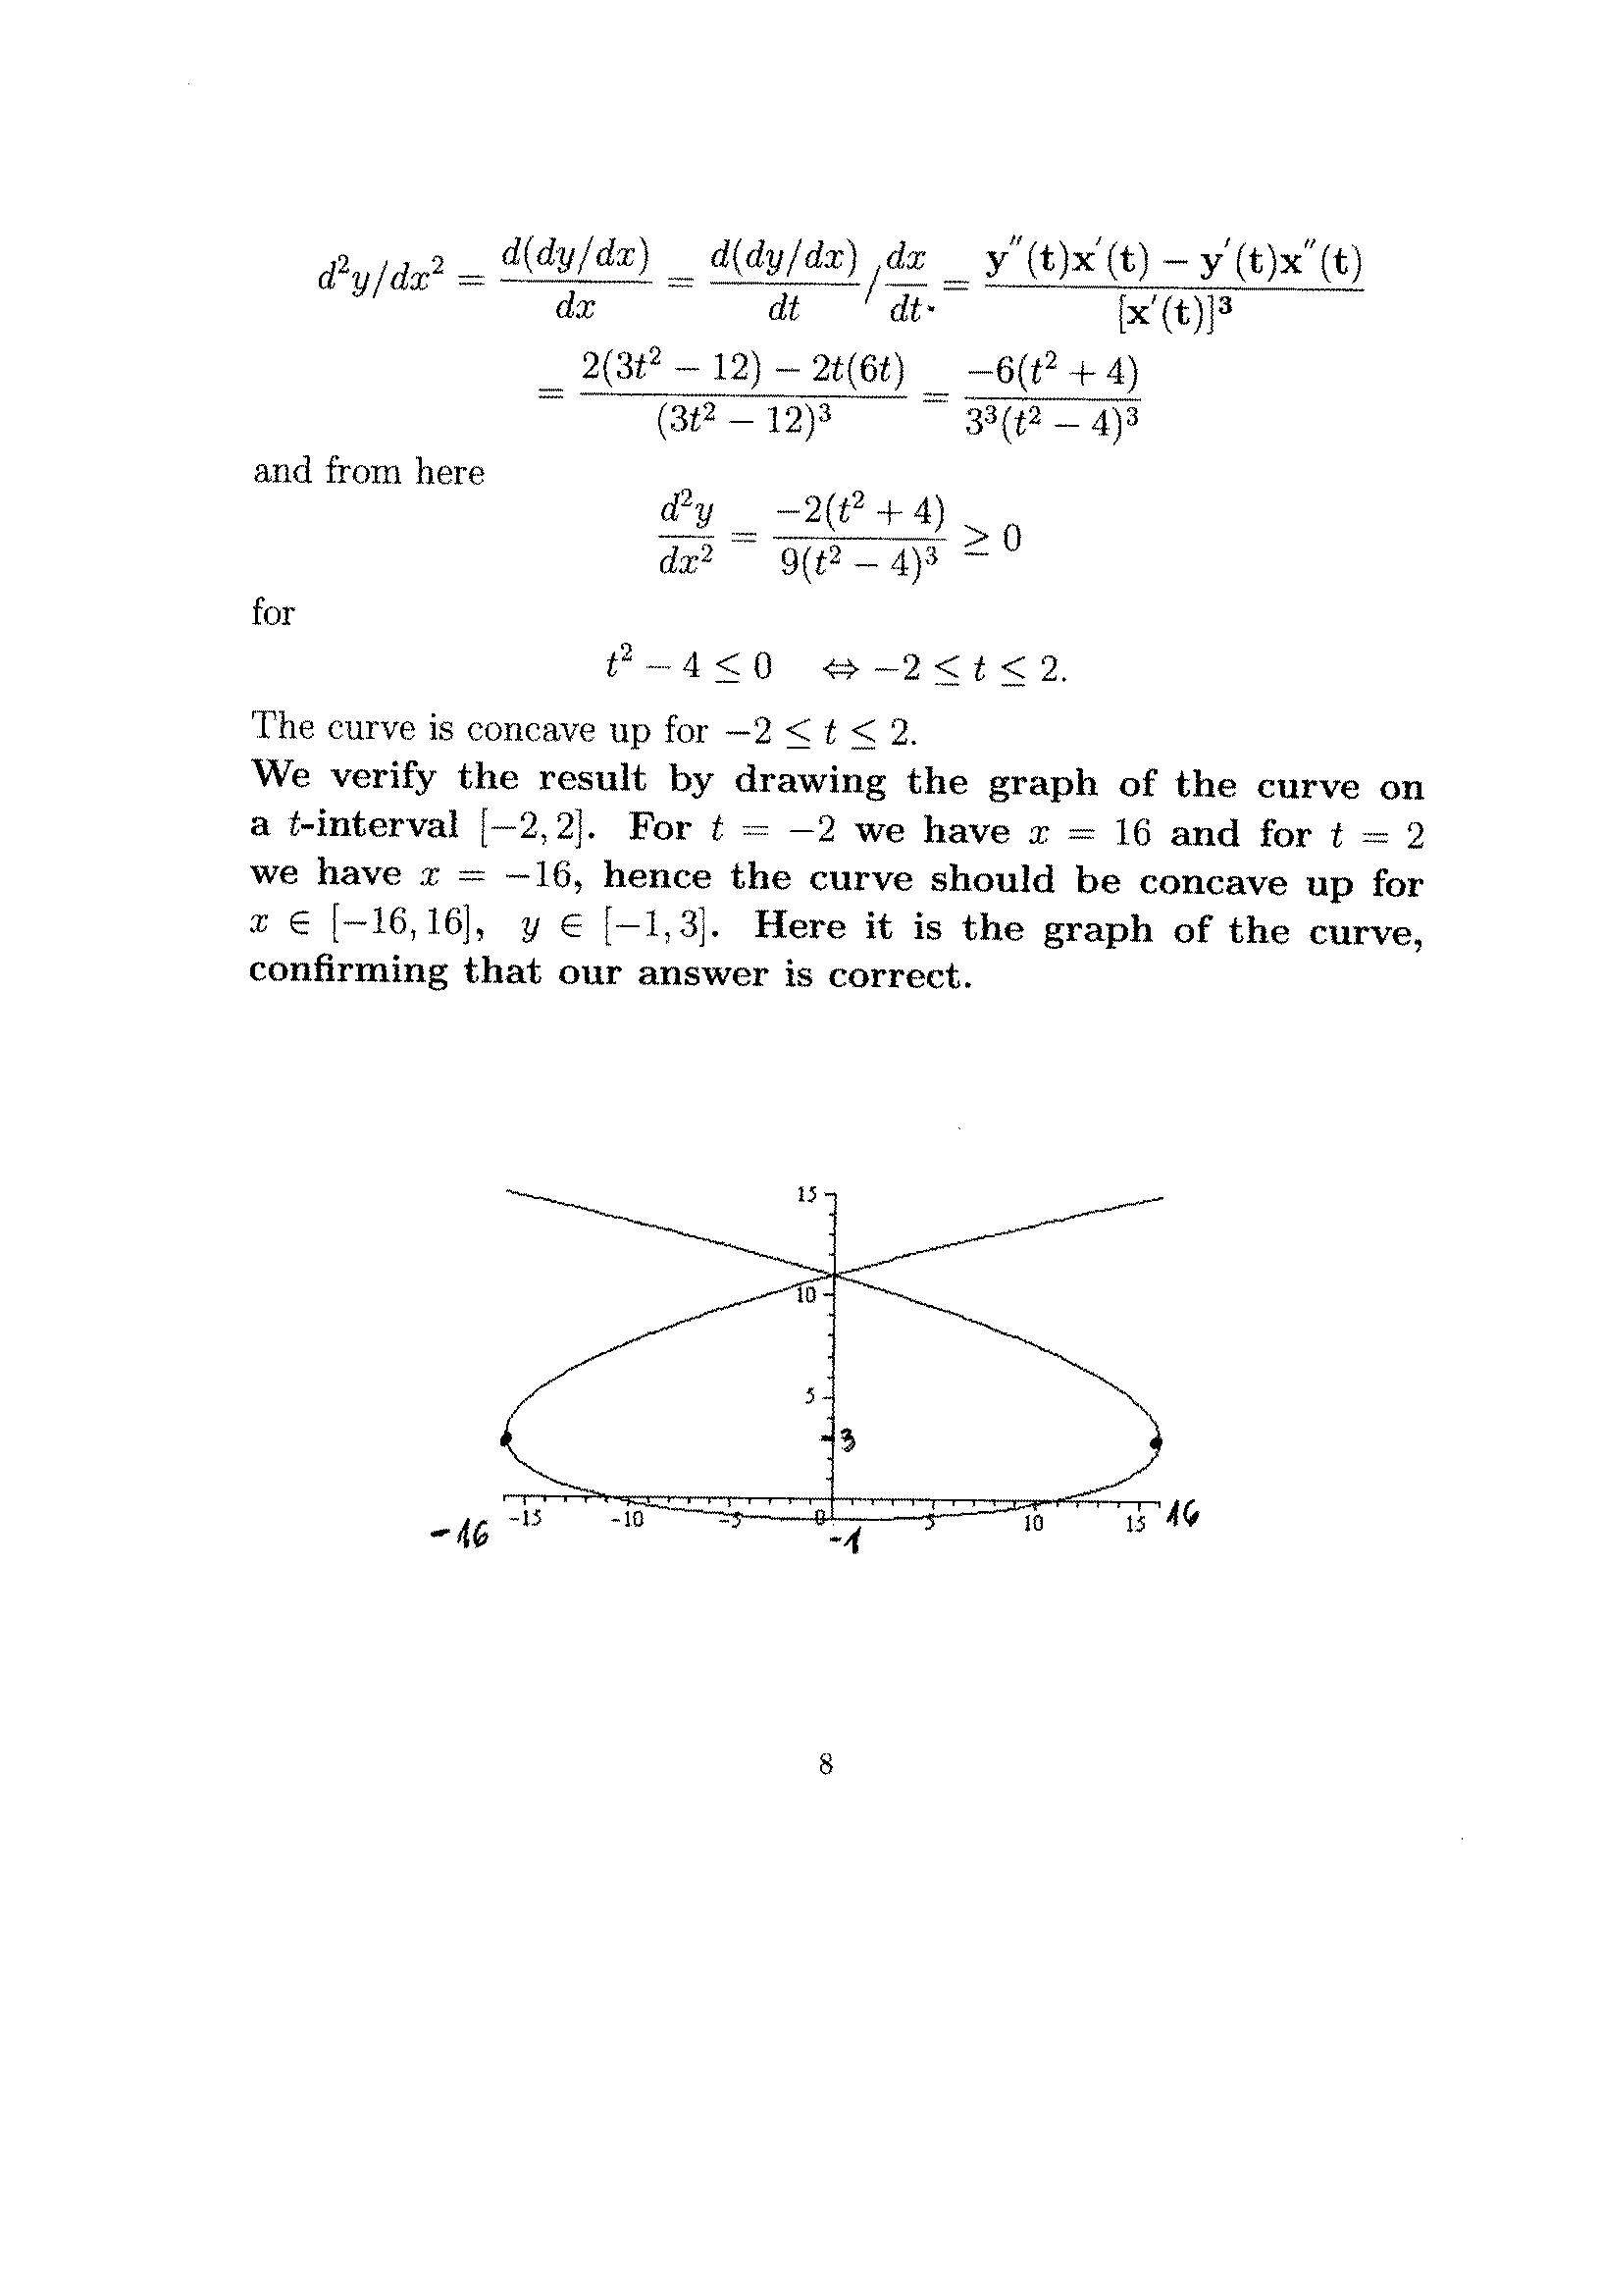 d²y/dx² = d(dy/dx)/dx = d(dy/dx)/dt / dx/dt. = y″(t)x′(t) − y′(t)x″(t)/[x′(t)]³
= 2(3t² − 12) − 2t(6t)/(3t² − 12)³ = −6(t² + 4)/3³(t² − 4)³
and from here
d²y/dx² = −2(t² + 4)/9(t² − 4)³ ≥ 0
for
t² − 4 ≤ 0 ⇔ −2 ≤ t ≤ 2.
The curve is concave up for −2 ≤ t ≤ 2.
We verify the result by drawing the graph of the curve on
a t-interval [−2, 2]. For t = −2 we have x = 16 and for t = 2
we have x = −16, hence the curve should be concave up for
x ∈ [−16, 16], y ∈ [−1, 3]. Here it is the graph of the curve,
confirming that our answer is correct.
15
10
5
3
-16 -15 -10 -5 0 5 10 15 16
-1
8